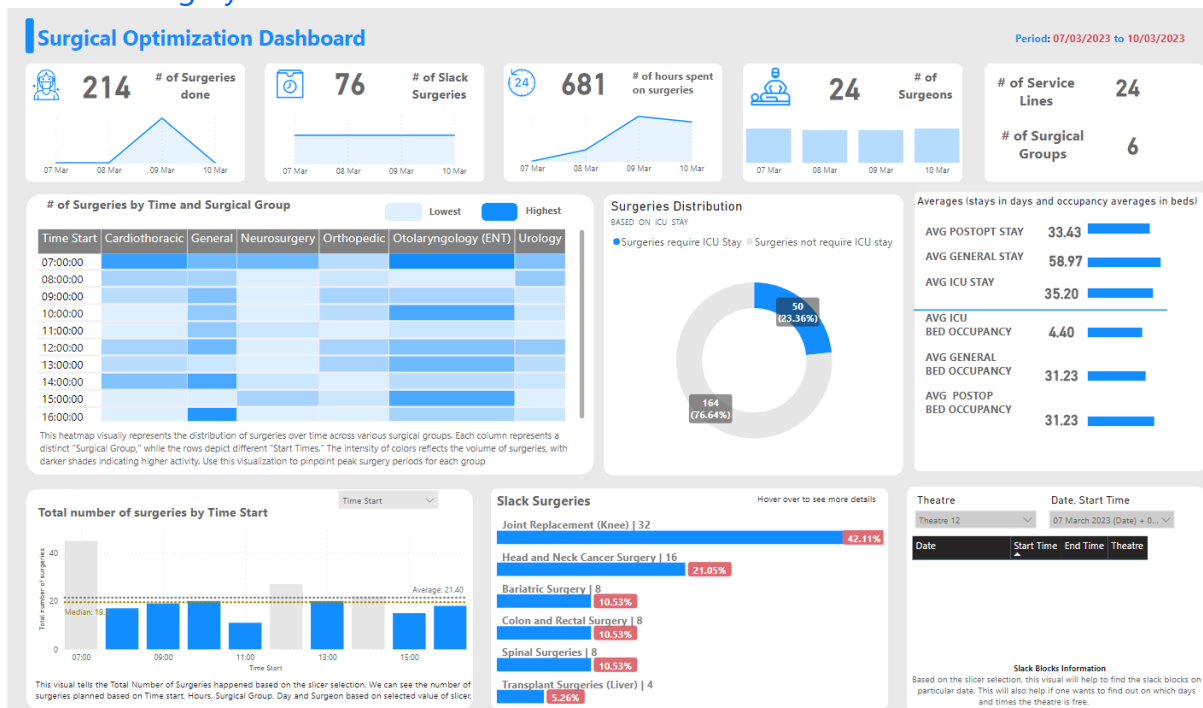 Surgical Optimization Dashboard
Period: 07/03/2023 to 10/03/2023
214
# of Surgeries
done
07 Mar 08 Mar 09 Mar 10 Mar
76
# of Slack
Surgeries
07 Mar 08 Mar 09 Mar 10 Mar
24
681
# of hours spent
on surgeries
07 Mar 08 Mar 09 Mar 10 Mar
24
# of
Surgeons
07 Mar 08 Mar 09 Mar 10 Mar
# of Service
Lines
24
# of Surgical
Groups
6
# of Surgeries by Time and Surgical Group
Lowest Highest
Time Start Cardiothoracic General Neurosurgery Orthopedic Otolaryngology (ENT) Urology
07:00:00
08:00:00
09:00:00
10:00:00
11:00:00
12:00:00
13:00:00
14:00:00
15:00:00
16:00:00
This heatmap visually represents the distribution of surgeries over time across various surgical groups. Each column represents a
distinct "Surgical Group," while the rows depict different "Start Times." The intensity of colors reflects the volume of surgeries, with
darker shades indicating higher activity. Use this visualization to pinpoint peak surgery periods for each group
Surgeries Distribution
BASED ON ICU STAY
Surgeries require ICU Stay Surgeries not require ICU stay
50
(23.36%)
164
(76.64%)
Averages (stays in days and occupancy averages in beds)
AVG POSTOPT STAY 33.43
AVG GENERAL STAY 58.97
AVG ICU STAY 35.20
AVG ICU
BED OCCUPANCY 4.40
AVG GENERAL
BED OCCUPANCY 31.23
AVG POSTOP
BED OCCUPANCY 31.23
Time Start
Total number of surgeries by Time Start
Total number of surgeries
40
20
0
Average: 21.40
Median: 19.
07:00 09:00 11:00 13:00 15:00
Time Start
This visual tells the Total Number of Surgeries happened based on the slicer selection. We can see the number of
surgeries planned based on Time start, Hours, Surgical Group, Day and Surgeon based on selected value of slicer.
Slack Surgeries
Hover over to see more details
Joint Replacement (Knee) | 32
42.11%
Head and Neck Cancer Surgery | 16
21.05%
Bariatric Surgery | 8
10.53%
Colon and Rectal Surgery | 8
10.53%
Spinal Surgeries | 8
10.53%
Transplant Surgeries (Liver) | 4
5.26%
Theatre
Theatre 12
Date, Start Time
07 March 2023 (Date) + 0...
Date Start Time End Time Theatre
Slack Blocks Information
Based on the slicer selection, this visual will help to find the slack blocks on
particular date. This will also help if one wants to find out on which days
and times the theatre is free.